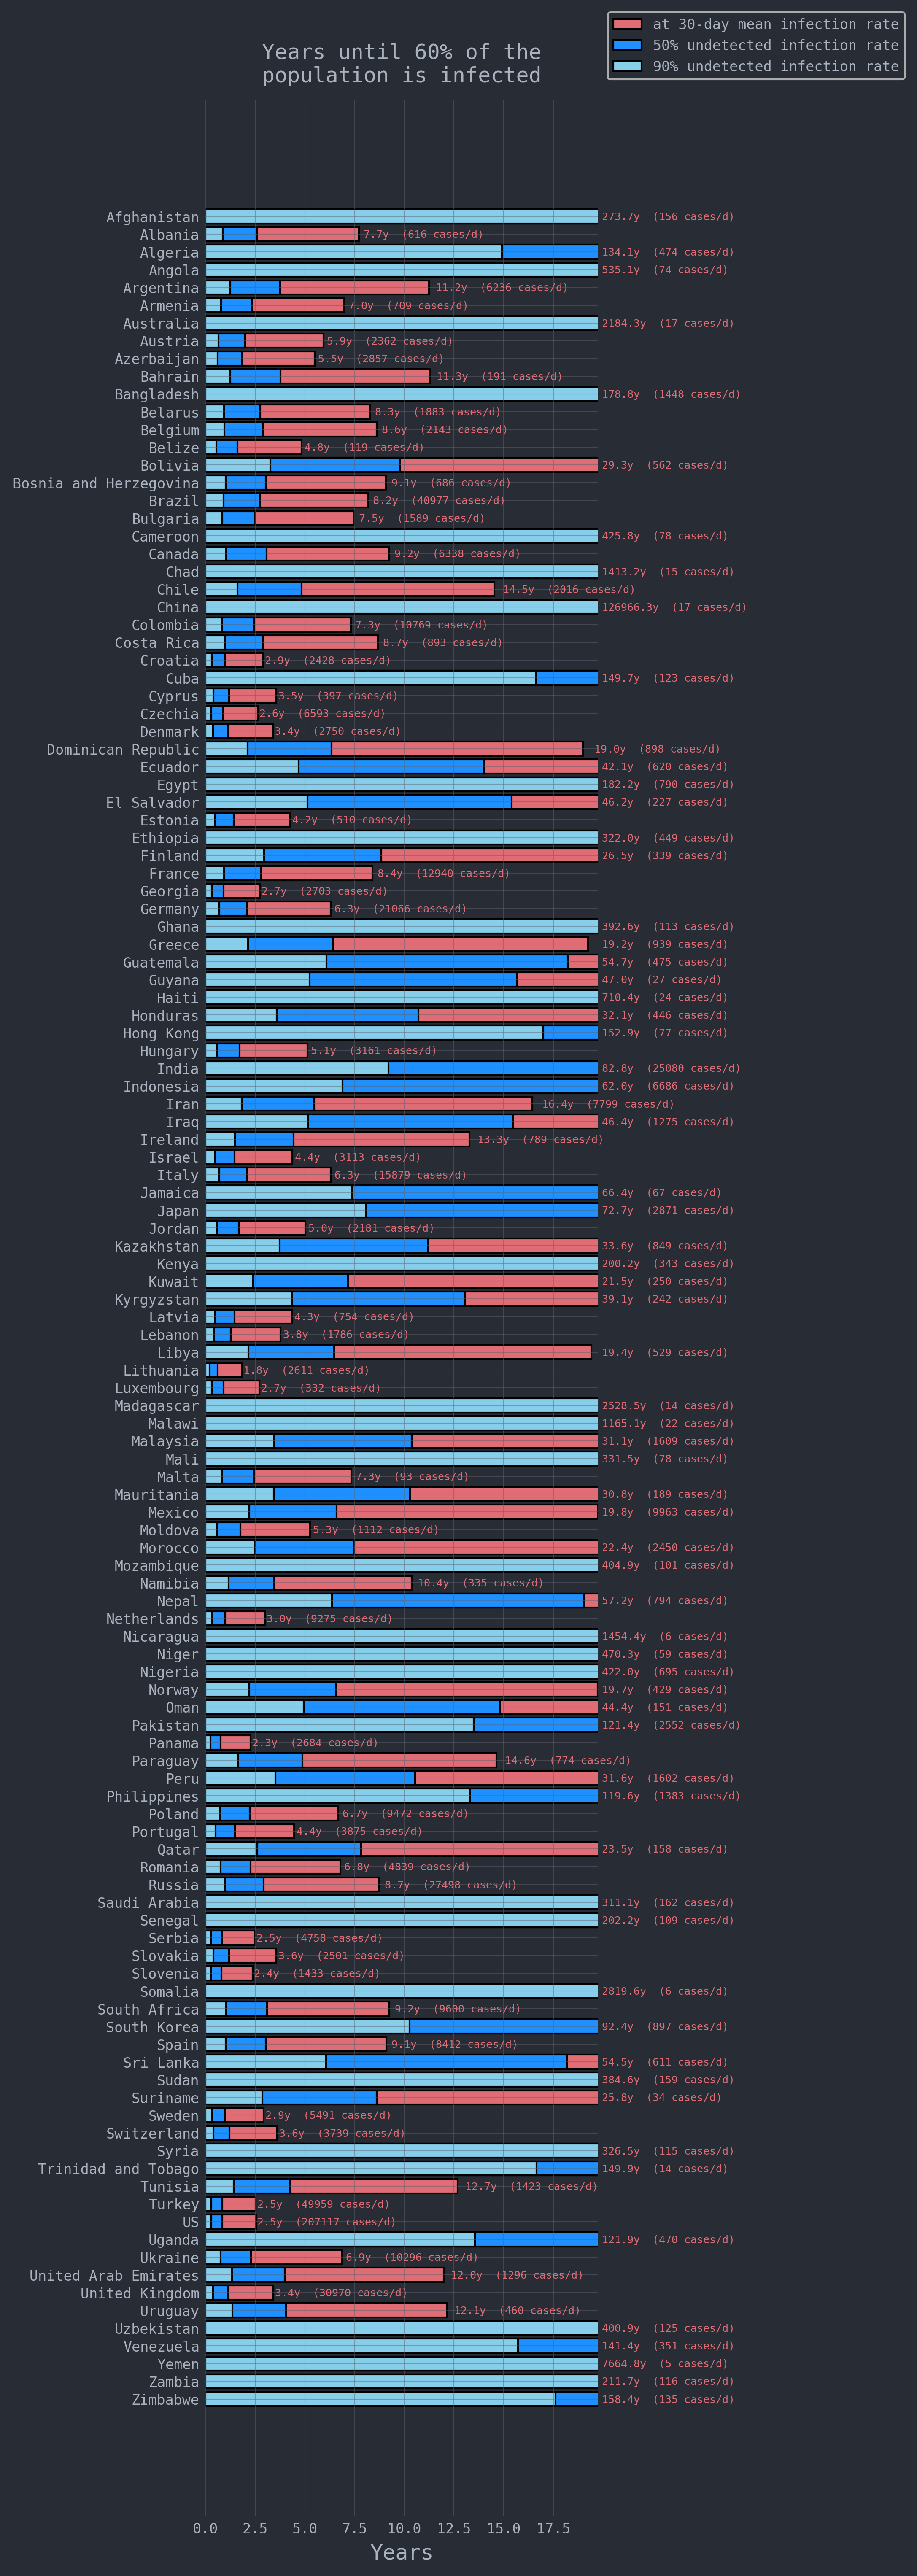 at 30-day mean infection rate
50% undetected infection rate
90% undetected infection rate
Years until 60% of the
population is infected
Afghanistan 273.7y (156 cases/d)
Albania 7.7y (616 cases/d)
Algeria 134.1y (474 cases/d)
Angola 535.1y (74 cases/d)
Argentina 11.2y (6236 cases/d)
Armenia 7.0y (709 cases/d)
Australia 2184.3y (17 cases/d)
Austria 5.9y (2362 cases/d)
Azerbaijan 5.5y (2857 cases/d)
Bahrain 11.3y (191 cases/d)
Bangladesh 178.8y (1448 cases/d)
Belarus 8.3y (1883 cases/d)
Belgium 8.6y (2143 cases/d)
Belize 4.8y (119 cases/d)
Bolivia 29.3y (562 cases/d)
Bosnia and Herzegovina 9.1y (686 cases/d)
Brazil 8.2y (40977 cases/d)
Bulgaria 7.5y (1589 cases/d)
Cameroon 425.8y (78 cases/d)
Canada 9.2y (6338 cases/d)
Chad 1413.2y (15 cases/d)
Chile 14.5y (2016 cases/d)
China 126966.3y (17 cases/d)
Colombia 7.3y (10769 cases/d)
Costa Rica 8.7y (893 cases/d)
Croatia 2.9y (2428 cases/d)
Cuba 149.7y (123 cases/d)
Cyprus 3.5y (397 cases/d)
Czechia 2.6y (6593 cases/d)
Denmark 3.4y (2750 cases/d)
Dominican Republic 19.0y (898 cases/d)
Ecuador 42.1y (620 cases/d)
Egypt 182.2y (790 cases/d)
El Salvador 46.2y (227 cases/d)
Estonia 4.2y (510 cases/d)
Ethiopia 322.0y (449 cases/d)
Finland 26.5y (339 cases/d)
France 8.4y (12940 cases/d)
Georgia 2.7y (2703 cases/d)
Germany 6.3y (21066 cases/d)
Ghana 392.6y (113 cases/d)
Greece 19.2y (939 cases/d)
Guatemala 54.7y (475 cases/d)
Guyana 47.0y (27 cases/d)
Haiti 710.4y (24 cases/d)
Honduras 32.1y (446 cases/d)
Hong Kong 152.9y (77 cases/d)
Hungary 5.1y (3161 cases/d)
India 82.8y (25080 cases/d)
Indonesia 62.0y (6686 cases/d)
Iran 16.4y (7799 cases/d)
Iraq 46.4y (1275 cases/d)
Ireland 13.3y (789 cases/d)
Israel 4.4y (3113 cases/d)
Italy 6.3y (15879 cases/d)
Jamaica 66.4y (67 cases/d)
Japan 72.7y (2871 cases/d)
Jordan 5.0y (2181 cases/d)
Kazakhstan 33.6y (849 cases/d)
Kenya 200.2y (343 cases/d)
Kuwait 21.5y (250 cases/d)
Kyrgyzstan 39.1y (242 cases/d)
Latvia 4.3y (754 cases/d)
Lebanon 3.8y (1786 cases/d)
Libya 19.4y (529 cases/d)
Lithuania 1.8y (2611 cases/d)
Luxembourg 2.7y (332 cases/d)
Madagascar 2528.5y (14 cases/d)
Malawi 1165.1y (22 cases/d)
Malaysia 31.1y (1609 cases/d)
Mali 331.5y (78 cases/d)
Malta 7.3y (93 cases/d)
Mauritania 30.8y (189 cases/d)
Mexico 19.8y (9963 cases/d)
Moldova 5.3y (1112 cases/d)
Morocco 22.4y (2450 cases/d)
Mozambique 404.9y (101 cases/d)
Namibia 10.4y (335 cases/d)
Nepal 57.2y (794 cases/d)
Netherlands 3.0y (9275 cases/d)
Nicaragua 1454.4y (6 cases/d)
Niger 470.3y (59 cases/d)
Nigeria 422.0y (695 cases/d)
Norway 19.7y (429 cases/d)
Oman 44.4y (151 cases/d)
Pakistan 121.4y (2552 cases/d)
Panama 2.3y (2684 cases/d)
Paraguay 14.6y (774 cases/d)
Peru 31.6y (1602 cases/d)
Philippines 119.6y (1383 cases/d)
Poland 6.7y (9472 cases/d)
Portugal 4.4y (3875 cases/d)
Qatar 23.5y (158 cases/d)
Romania 6.8y (4839 cases/d)
Russia 8.7y (27498 cases/d)
Saudi Arabia 311.1y (162 cases/d)
Senegal 202.2y (109 cases/d)
Serbia 2.5y (4758 cases/d)
Slovakia 3.6y (2501 cases/d)
Slovenia 2.4y (1433 cases/d)
Somalia 2819.6y (6 cases/d)
South Africa 9.2y (9600 cases/d)
South Korea 92.4y (897 cases/d)
Spain 9.1y (8412 cases/d)
Sri Lanka 54.5y (611 cases/d)
Sudan 384.6y (159 cases/d)
Suriname 25.8y (34 cases/d)
Sweden 2.9y (5491 cases/d)
Switzerland 3.6y (3739 cases/d)
Syria 326.5y (115 cases/d)
Trinidad and Tobago 149.9y (14 cases/d)
Tunisia 12.7y (1423 cases/d)
Turkey 2.5y (49959 cases/d)
US 2.5y (207117 cases/d)
Uganda 121.9y (470 cases/d)
Ukraine 6.9y (10296 cases/d)
United Arab Emirates 12.0y (1296 cases/d)
United Kingdom 3.4y (30970 cases/d)
Uruguay 12.1y (460 cases/d)
Uzbekistan 400.9y (125 cases/d)
Venezuela 141.4y (351 cases/d)
Yemen 7664.8y (5 cases/d)
Zambia 211.7y (116 cases/d)
Zimbabwe 158.4y (135 cases/d)
0.0 2.5 5.0 7.5 10.0 12.5 15.0 17.5
Years